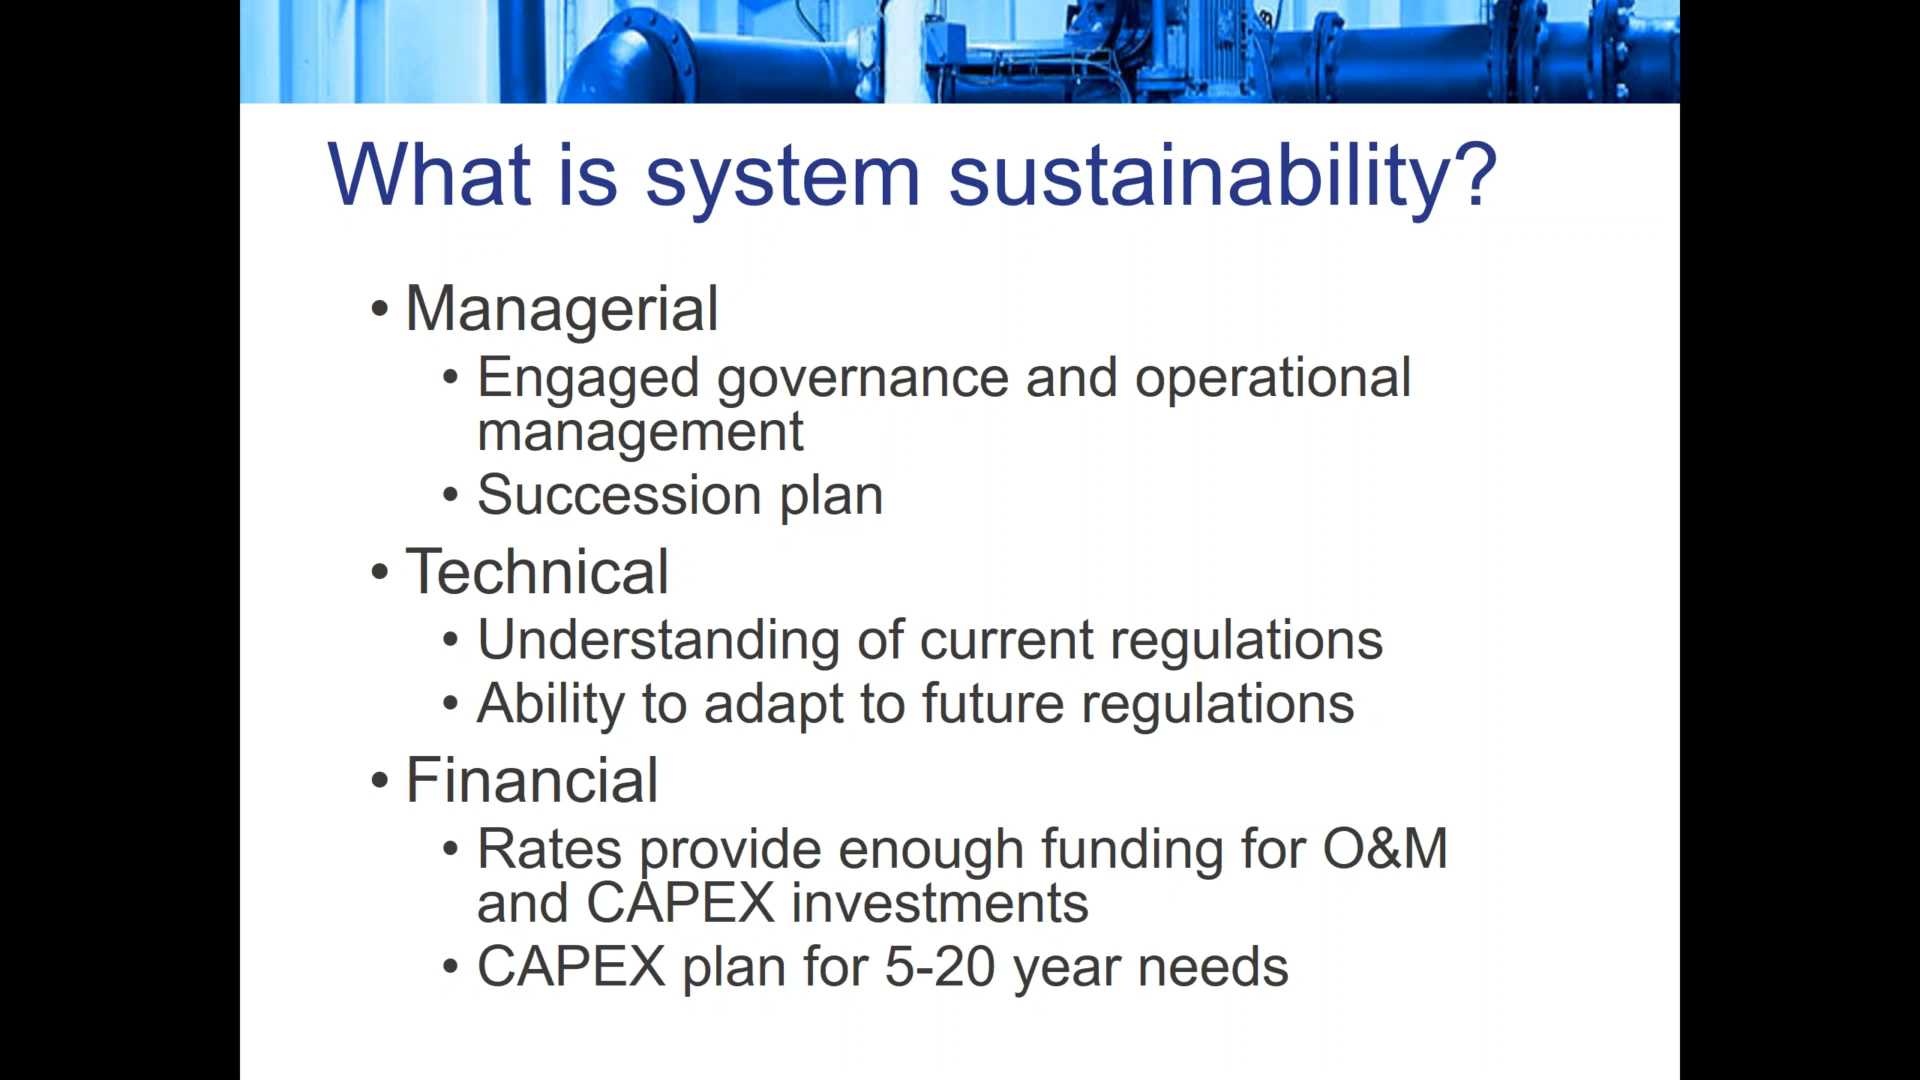 What is system sustainability?
• Managerial
• Engaged governance and operational
management
• Succession plan
• Technical
• Understanding of current regulations
• Ability to adapt to future regulations
• Financial
• Rates provide enough funding for O&M
and CAPEX investments
• CAPEX plan for 5-20 year needs